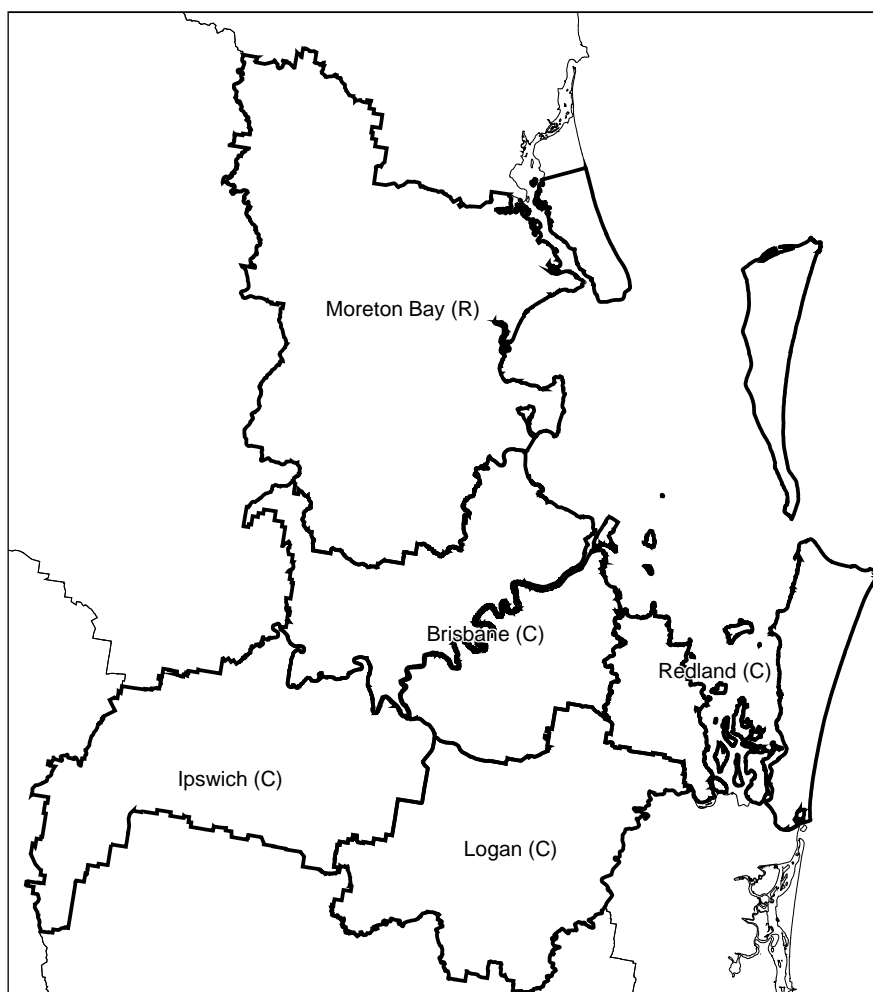 Moreton Bay (R)
Brisbane (C)
Redland (C)
Ipswich (C)
Logan (C)